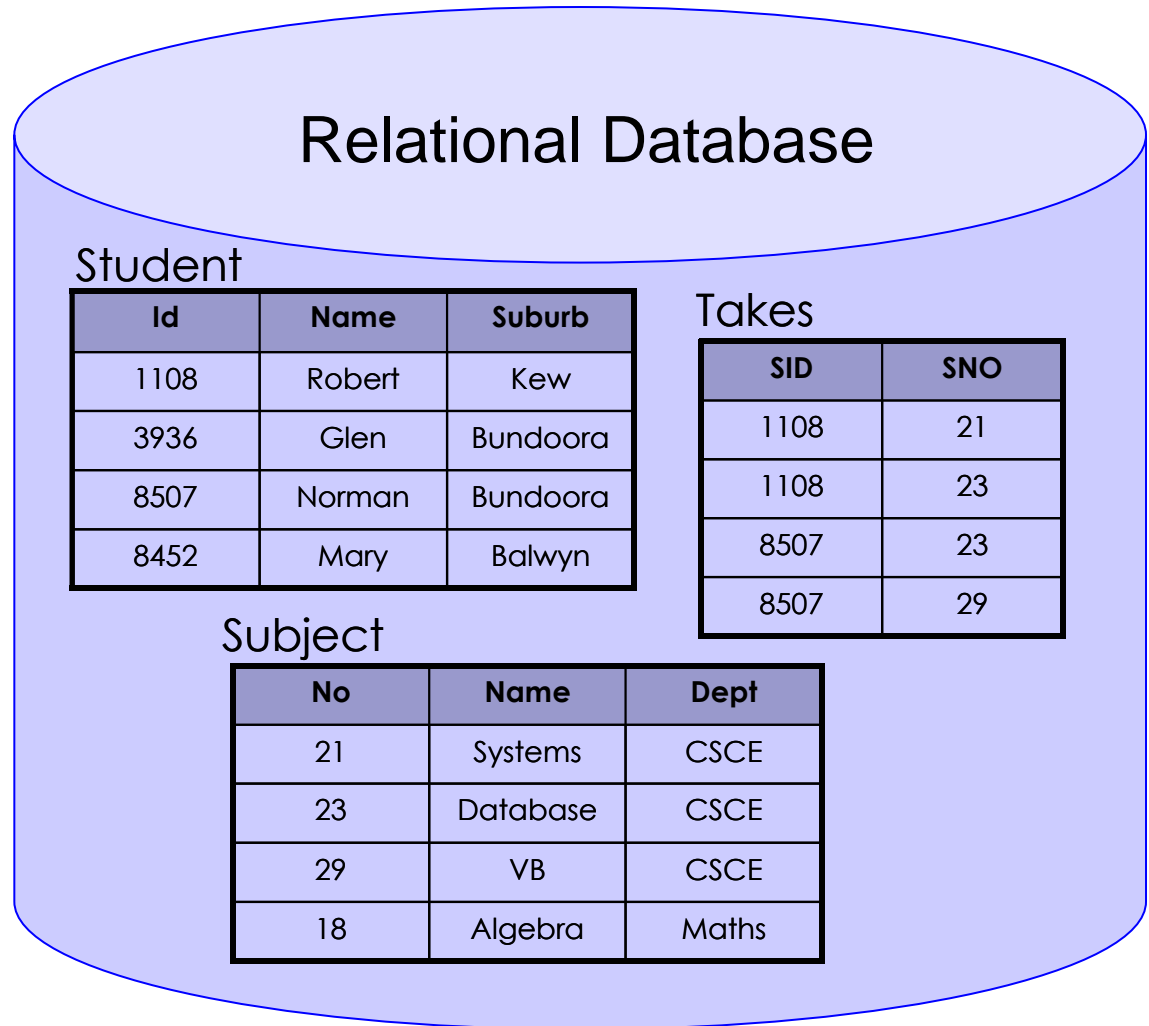 Relational Database
Student
Id Name Suburb
1108 Robert Kew
3936 Glen Bundoora
8507 Norman Bundoora
8452 Mary Balwyn
Takes
SID SNO
1108 21
1108 23
8507 23
8507 29
Subject
No Name Dept
21 Systems CSCE
23 Database CSCE
29 VB CSCE
18 Algebra Maths